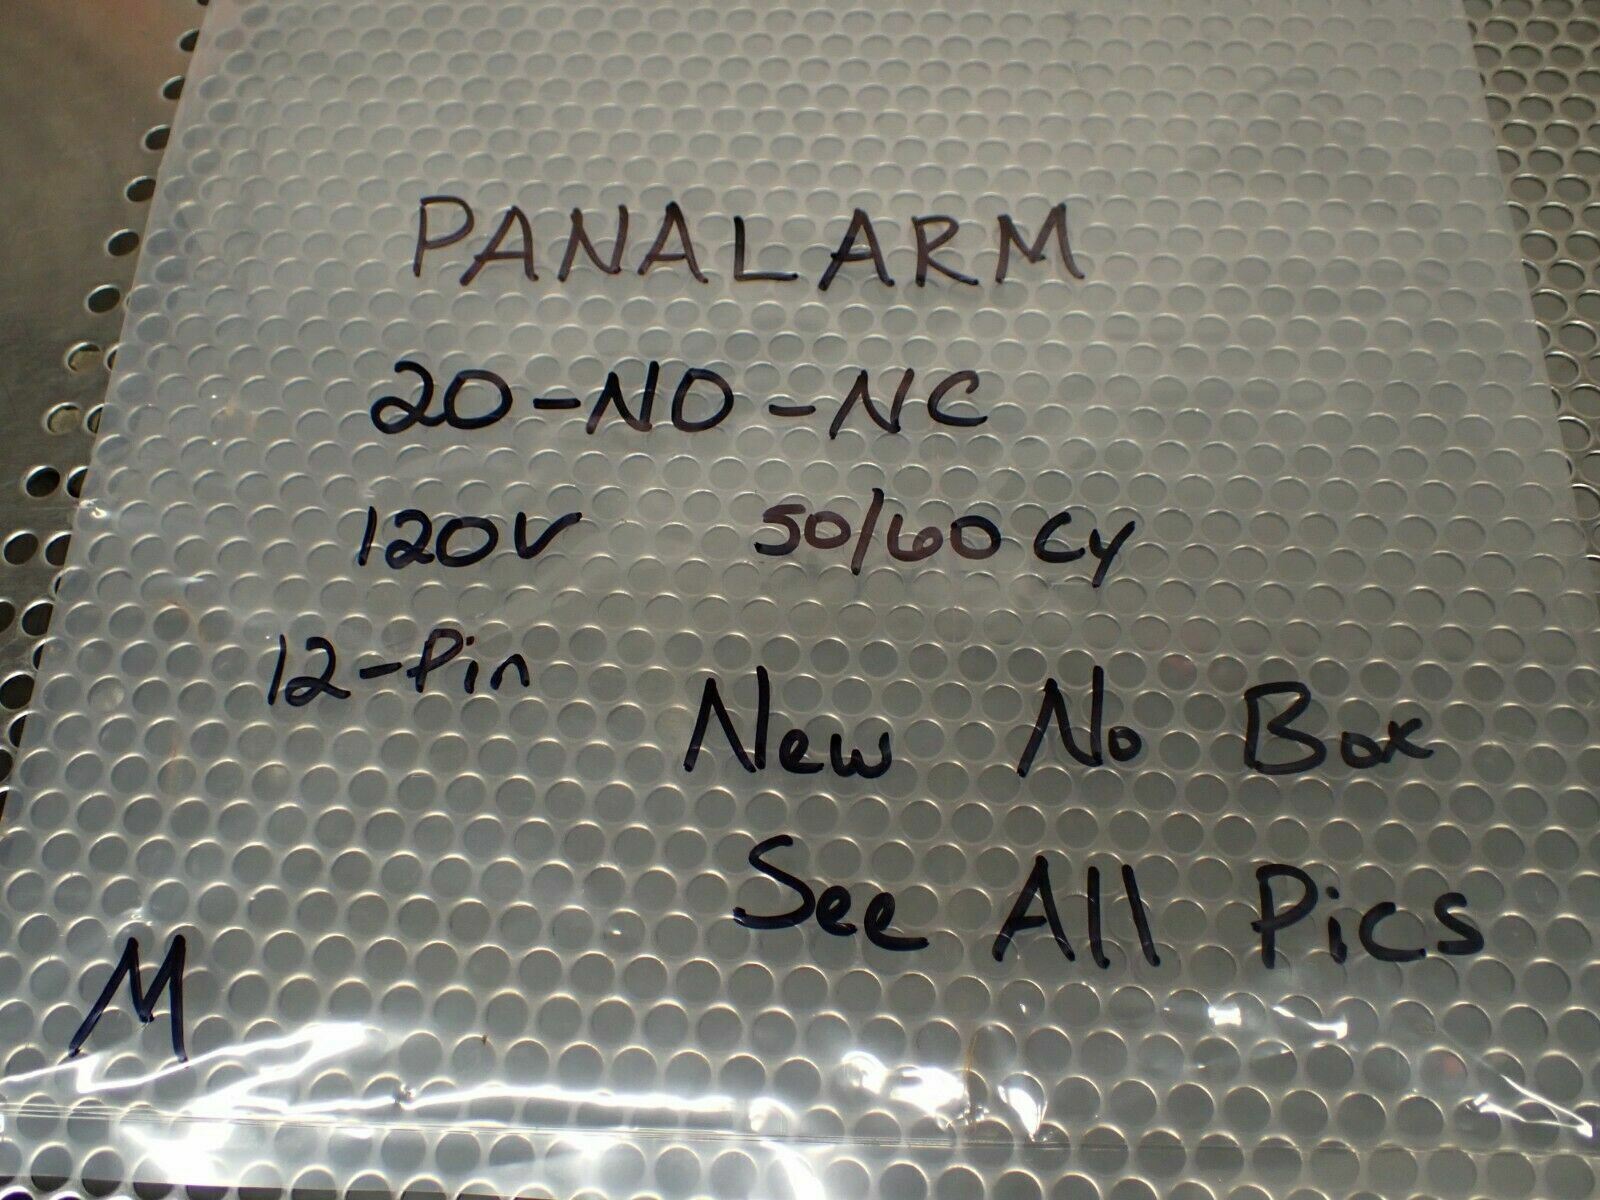 PANALARM
20-NO-NC
120V 50/60 Cy
12-Pin
New No Box
See All Pics
M